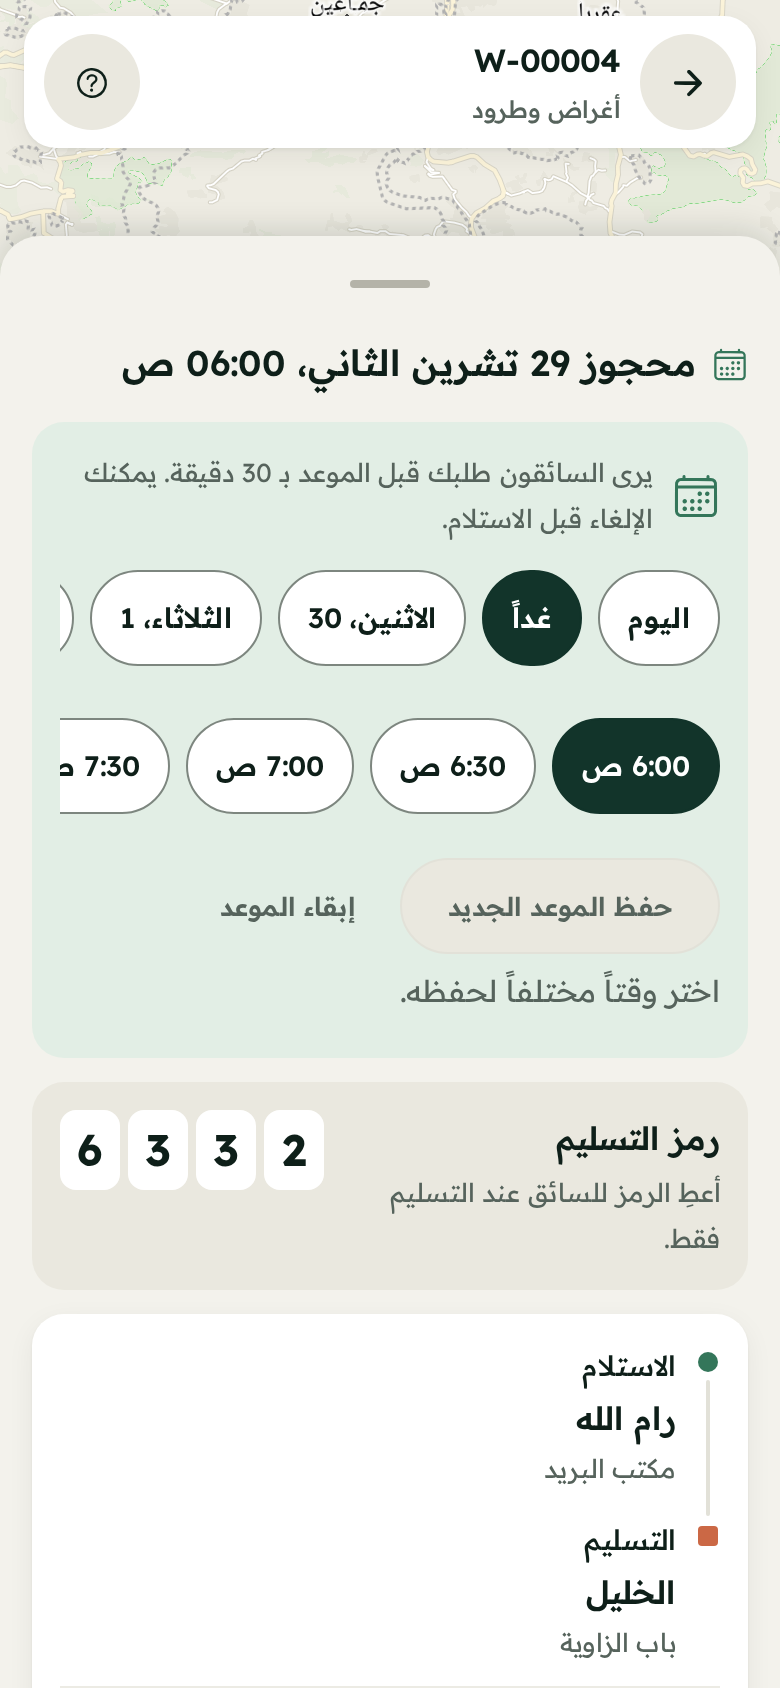 جماعين
عقربا
W-00004
أغراض وطرود
محجوز 29 تشرين الثاني، 06:00 ص
يرى السائقون طلبك قبل الموعد بـ 30 دقيقة. يمكنك
الإلغاء قبل الاستلام.
اليوم
غداً
الاثنين، 30
الثلاثاء، 1
6:00 ص
6:30 ص
7:00 ص
7:30 ص
حفظ الموعد الجديد
إبقاء الموعد
اختر وقتاً مختلفاً لحفظه.
رمز التسليم
6 3 3 2
أعطِ الرمز للسائق عند التسليم
فقط.
الاستلام
رام الله
مكتب البريد
التسليم
الخليل
باب الزاوية